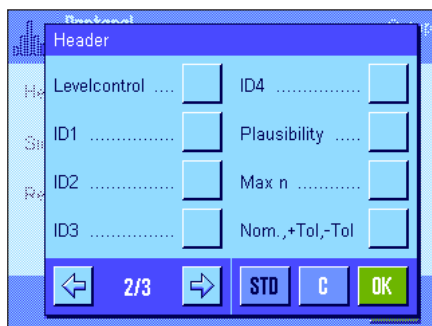 Header
Levelcontrol ....
ID1 ...............
ID2 ...............
ID3 ...............
ID4 ...............
Plausibility .....
Max n ...........
Nom.,+Tol,-Tol
2/3
STD
C
OK